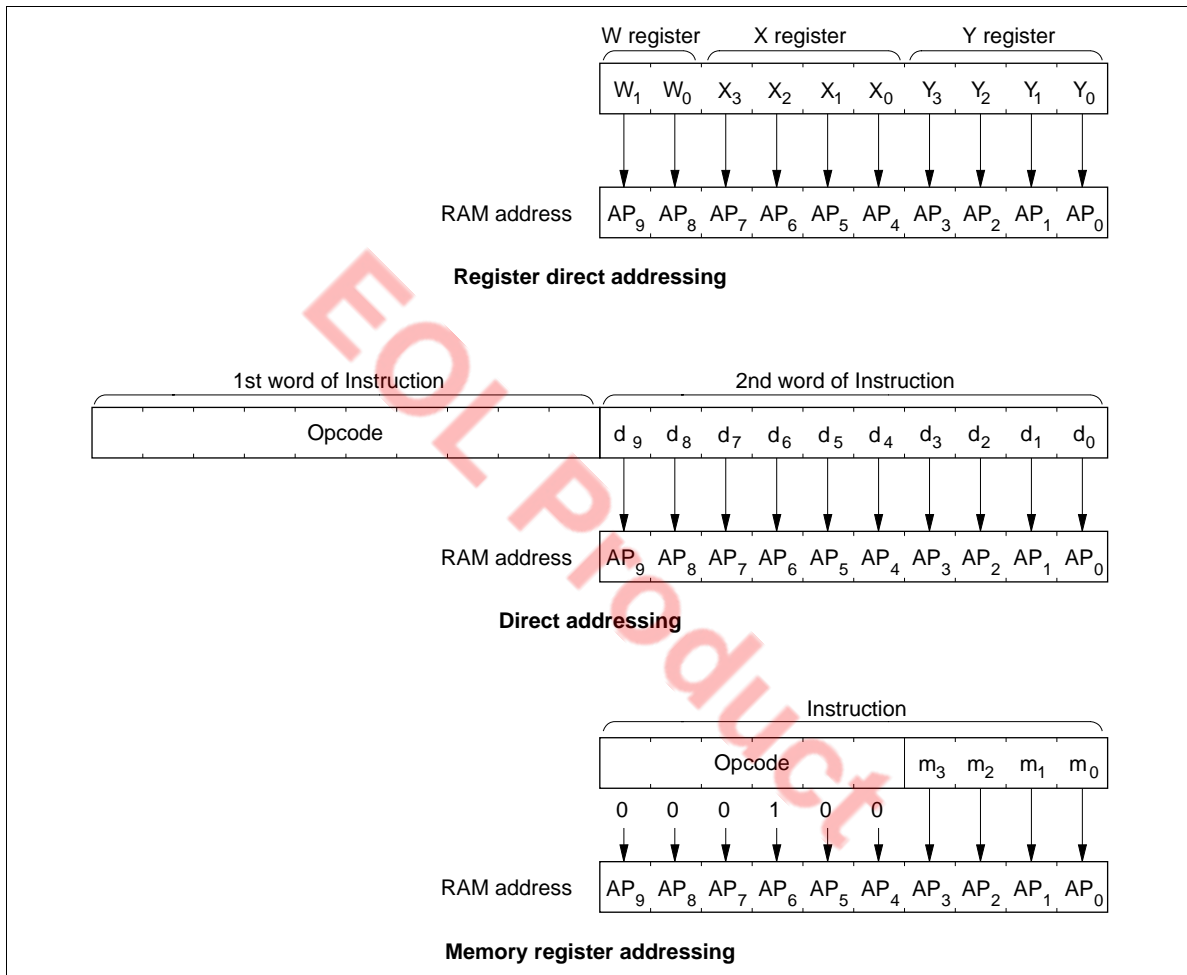 W register X register Y register
W1 W0 X3 X2 X1 X0 Y3 Y2 Y1 Y0
RAM address AP9 AP8 AP7 AP6 AP5 AP4 AP3 AP2 AP1 AP0
Register direct addressing
1st word of Instruction 2nd word of Instruction
Opcode d9 d8 d7 d6 d5 d4 d3 d2 d1 d0
RAM address AP9 AP8 AP7 AP6 AP5 AP4 AP3 AP2 AP1 AP0
Direct addressing
Instruction
Opcode m3 m2 m1 m0
0 0 0 1 0 0
RAM address AP9 AP8 AP7 AP6 AP5 AP4 AP3 AP2 AP1 AP0
Memory register addressing
EOL Product